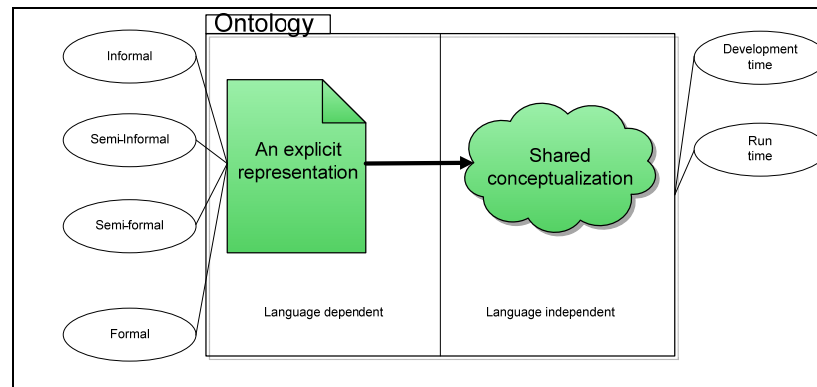 Ontology
Informal
Semi-Informal
Semi-formal
Formal
An explicit
representation
Language dependent
Shared
conceptualization
Language independent
Development
time
Run
time